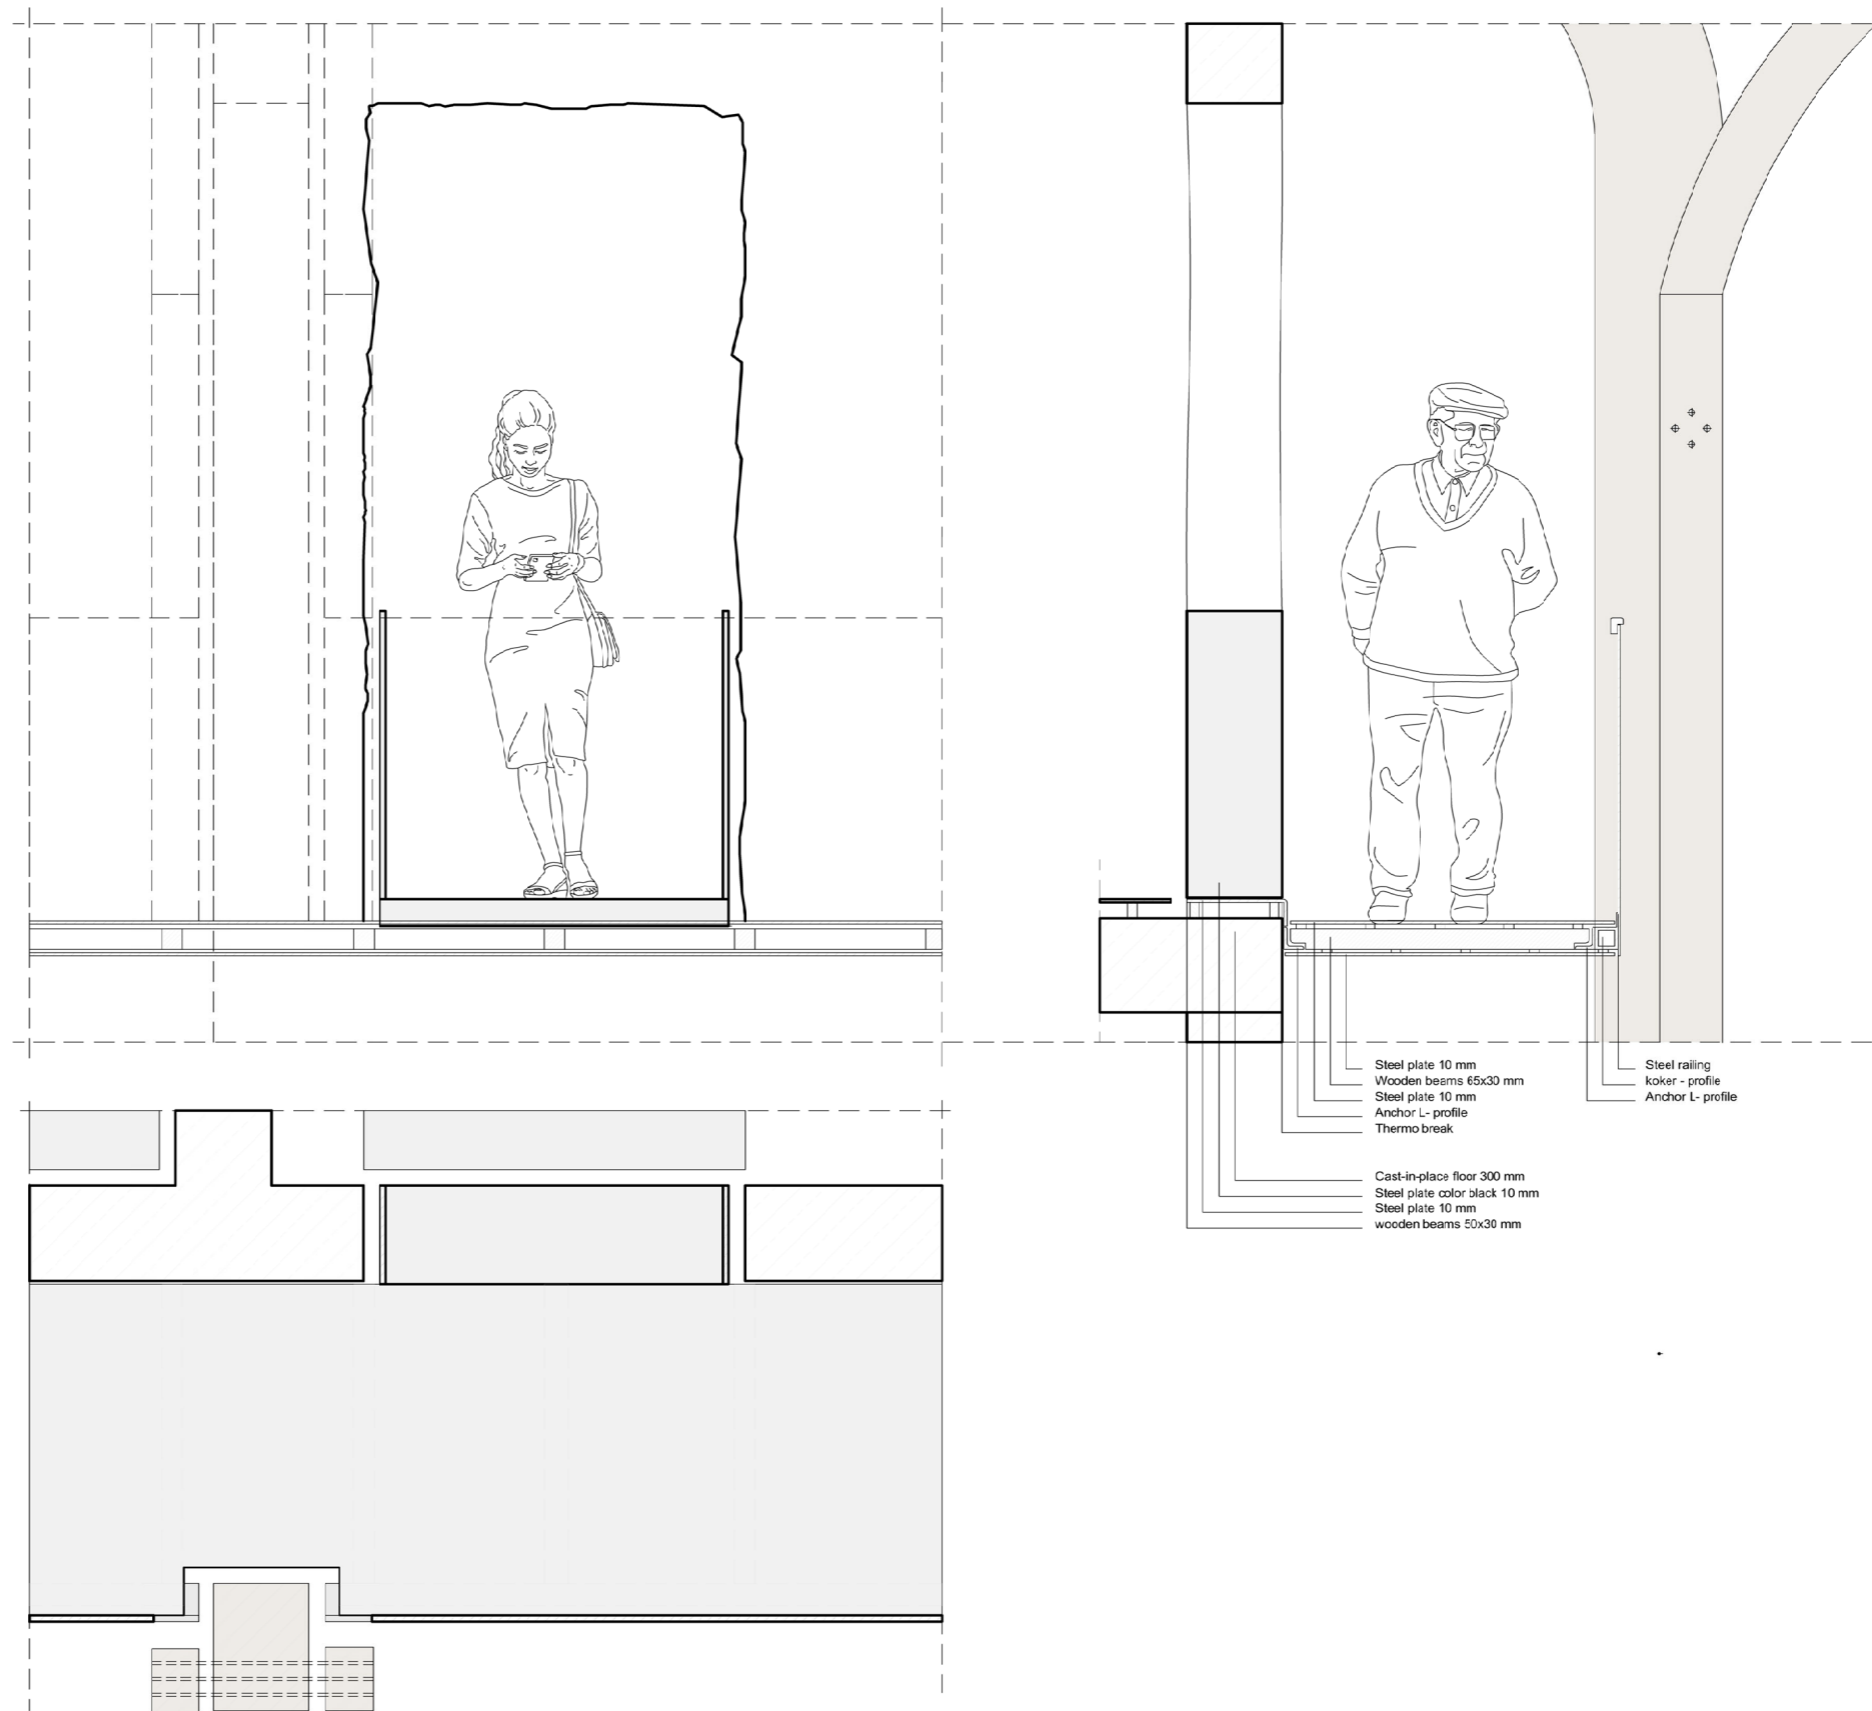 Steel plate 10 mm
Wooden beams 65x30 mm
Steel plate 10 mm
Anchor L- profile
Thermo break
Steel railing
koker - profile
Anchor L- profile
Cast-in-place floor 300 mm
Steel plate color black 10 mm
Steel plate 10 mm
wooden beams 50x30 mm